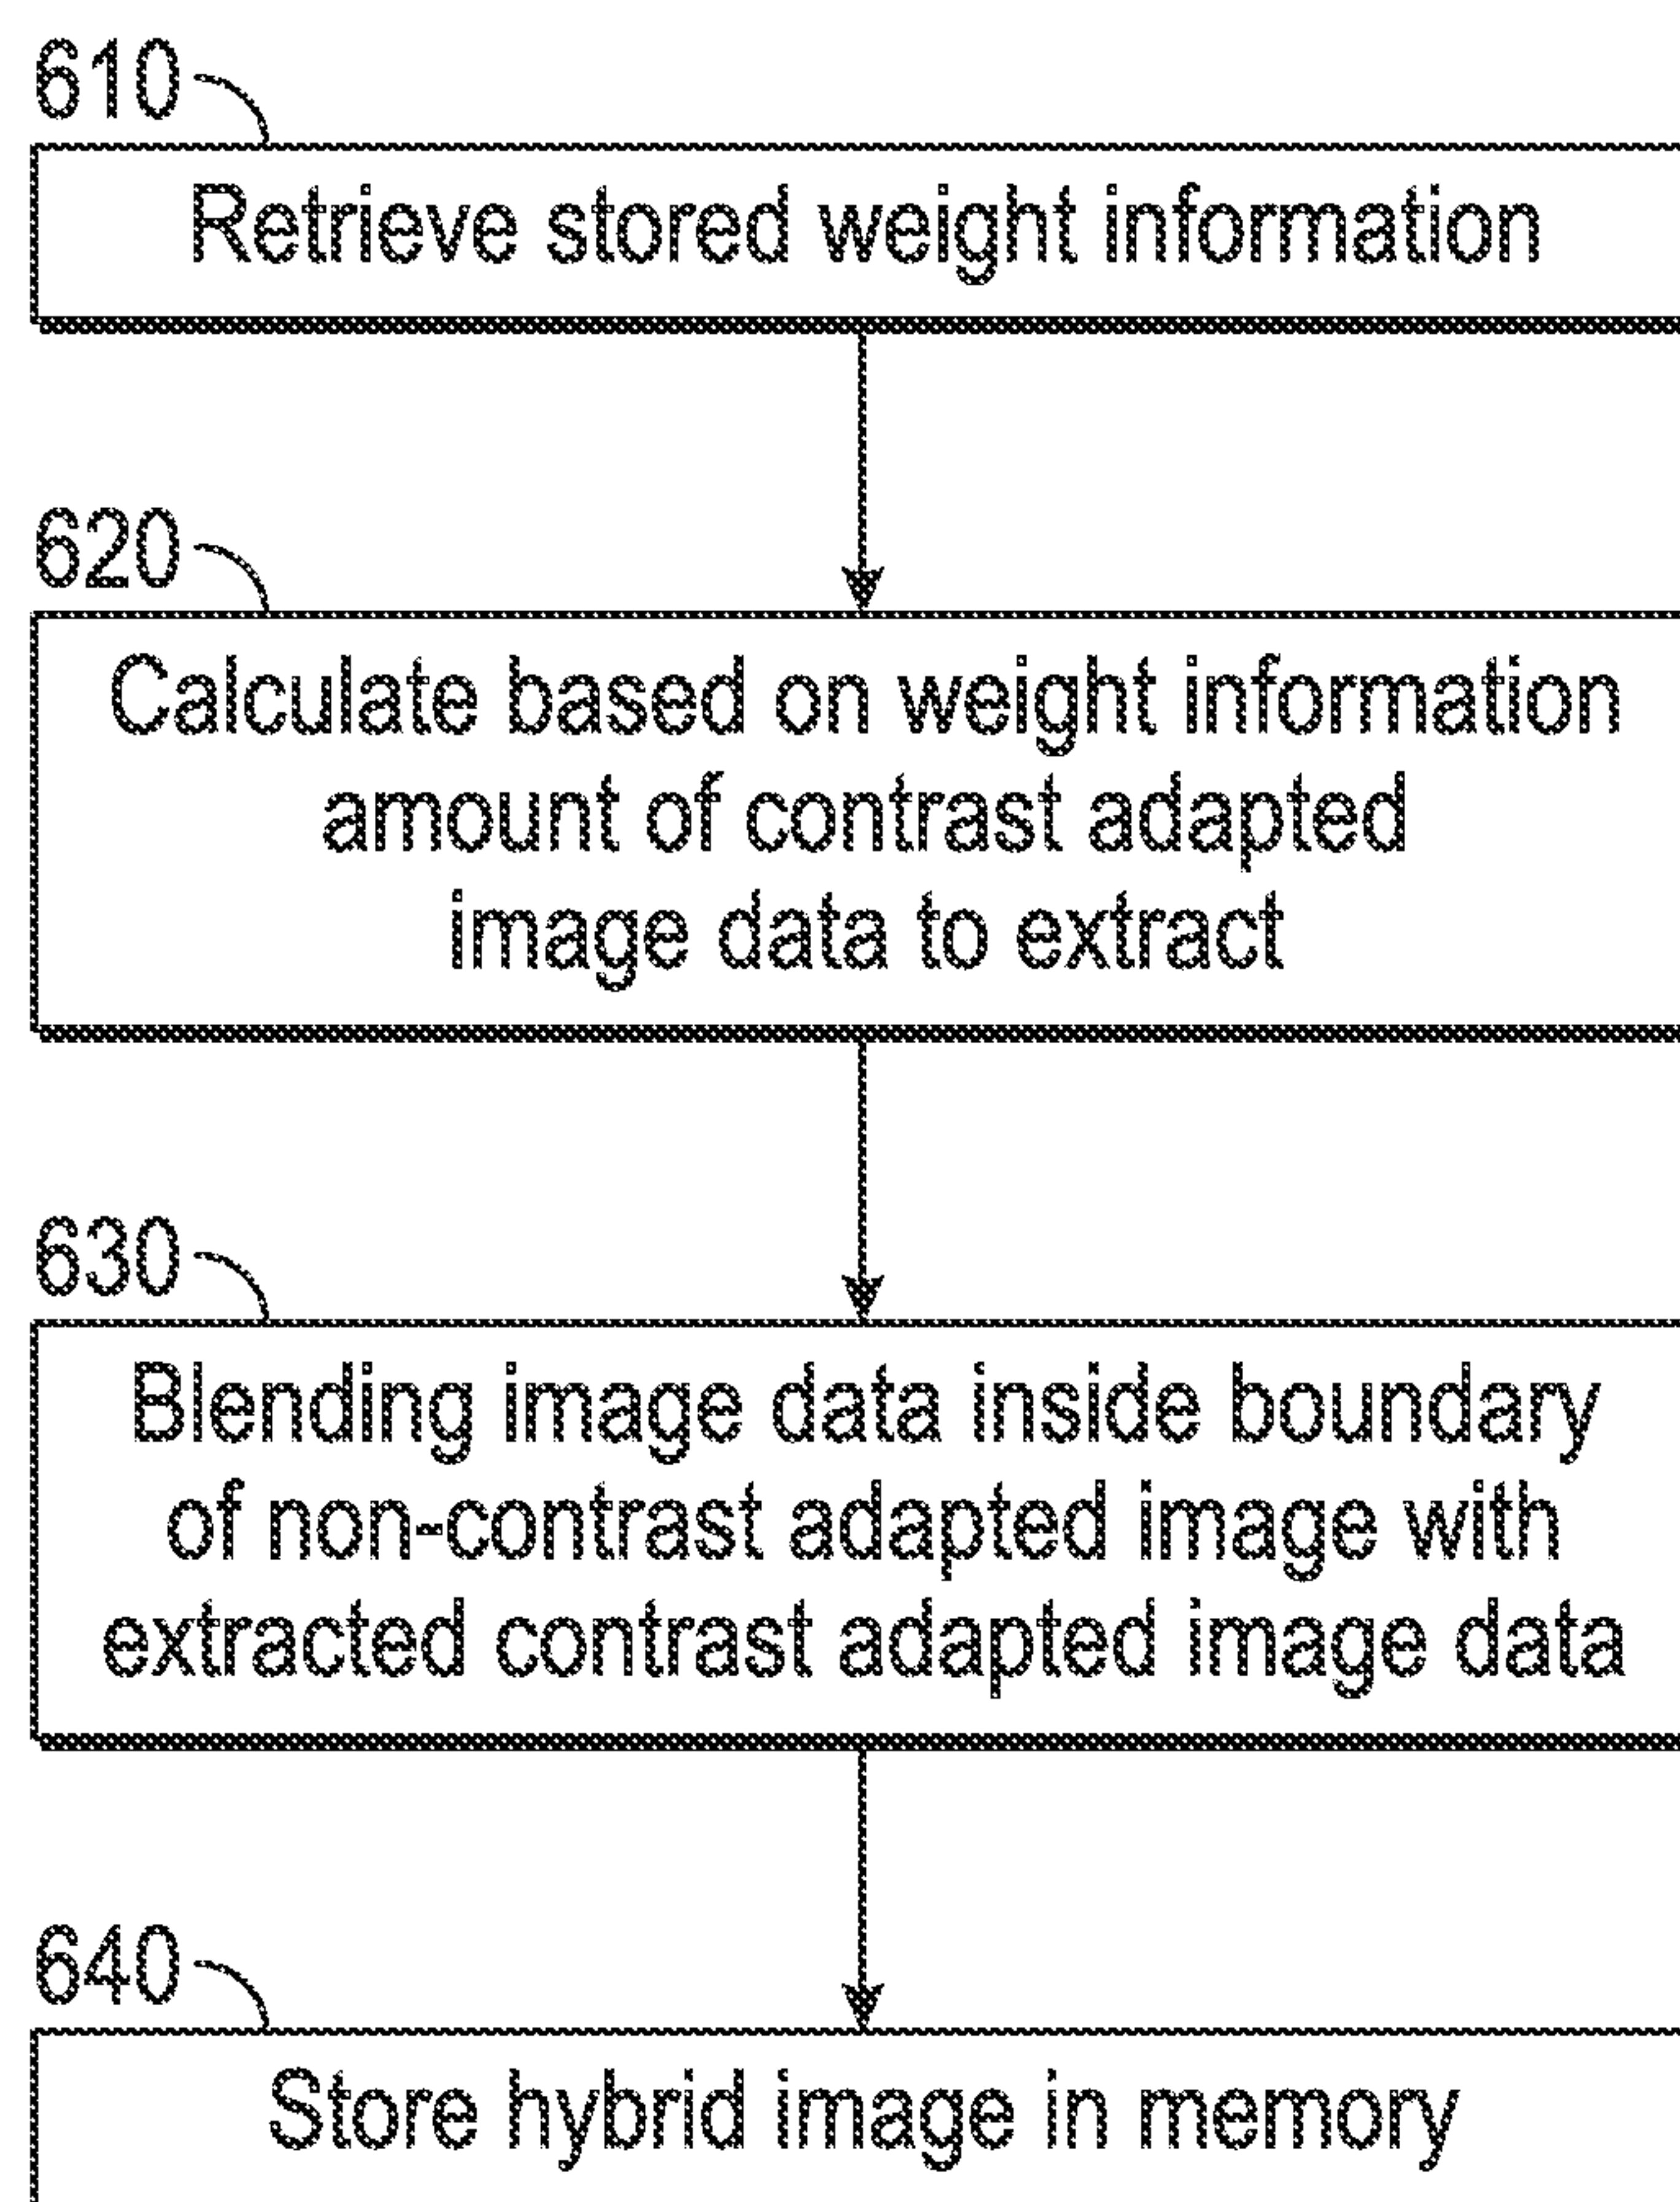 610
Retrieve stored weight information
620
Calculate based on weight information
amount of contrast adapted
image data to extract
630
Blending image data inside boundary
of non-contrast adapted image with
extracted contrast adapted image data
640
Store hybrid image in memory